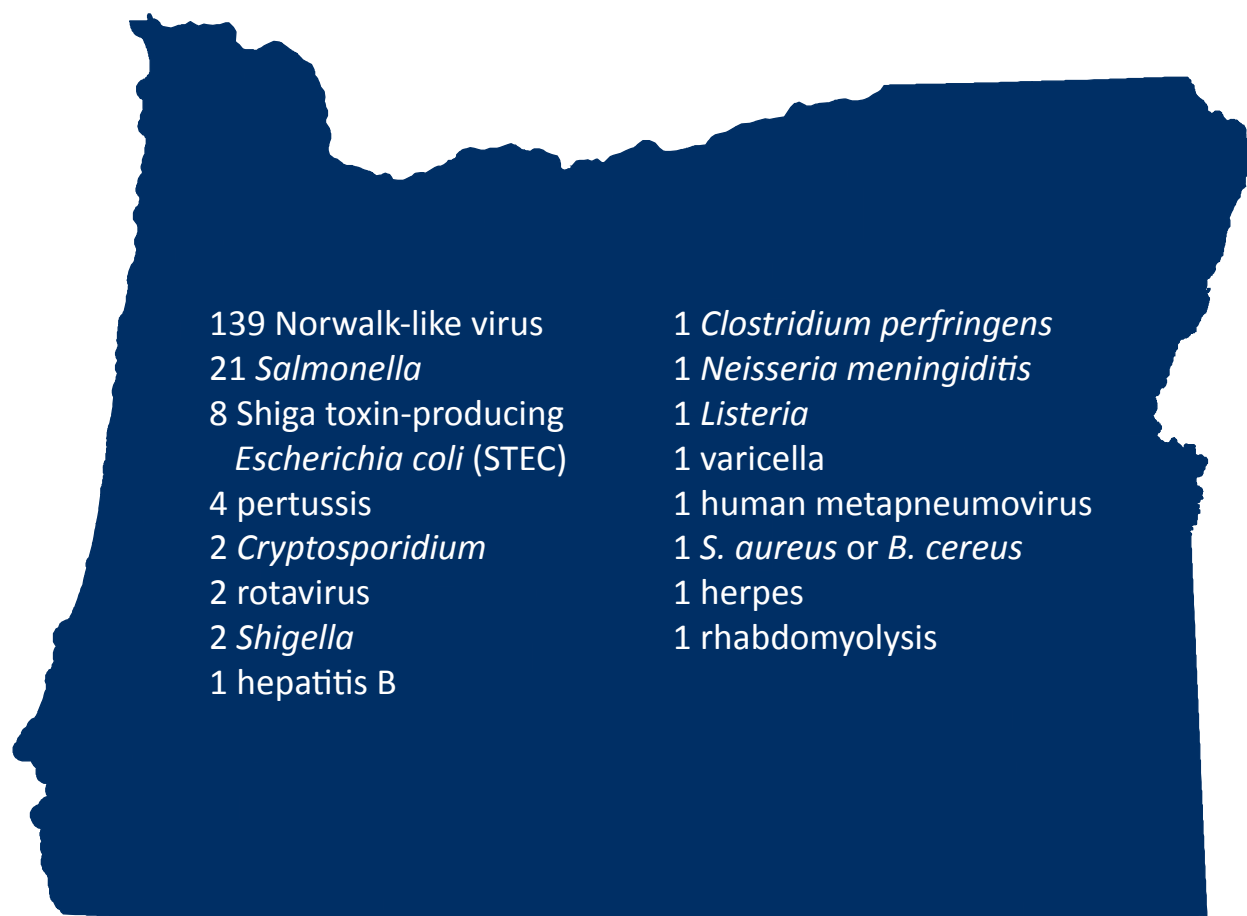 139 Norwalk-like virus
21 Salmonella
8 Shiga toxin-producing
Escherichia coli (STEC)
4 pertussis
2 Cryptosporidium
2 rotavirus
2 Shigella
1 hepatitis B
1 Clostridium perfringens
1 Neisseria meningiditis
1 Listeria
1 varicella
1 human metapneumovirus
1 S. aureus or B. cereus
1 herpes
1 rhabdomyolysis